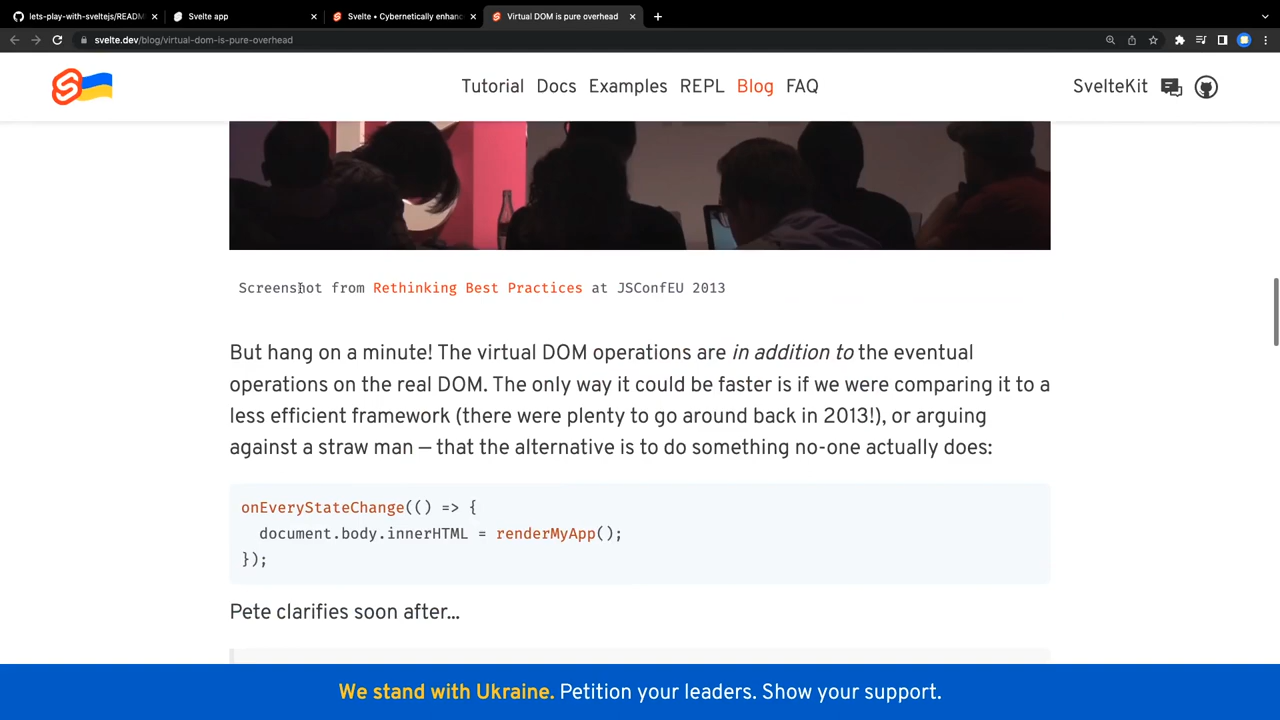 lets-play-with-sveltejs/READM
Svelte app
Svelte • Cybernetically enhanc
Virtual DOM is pure overhead
svelte.dev/blog/virtual-dom-is-pure-overhead
Tutorial Docs Examples REPL Blog FAQ
SvelteKit
Screenshot from Rethinking Best Practices at JSConfEU 2013
But hang on a minute! The virtual DOM operations are in addition to the eventual
operations on the real DOM. The only way it could be faster is if we were comparing it to a
less efficient framework (there were plenty to go around back in 2013!), or arguing
against a straw man — that the alternative is to do something no-one actually does:
onEveryStateChange(() => {
document.body.innerHTML = renderMyApp();
});
Pete clarifies soon after...
We stand with Ukraine. Petition your leaders. Show your support.